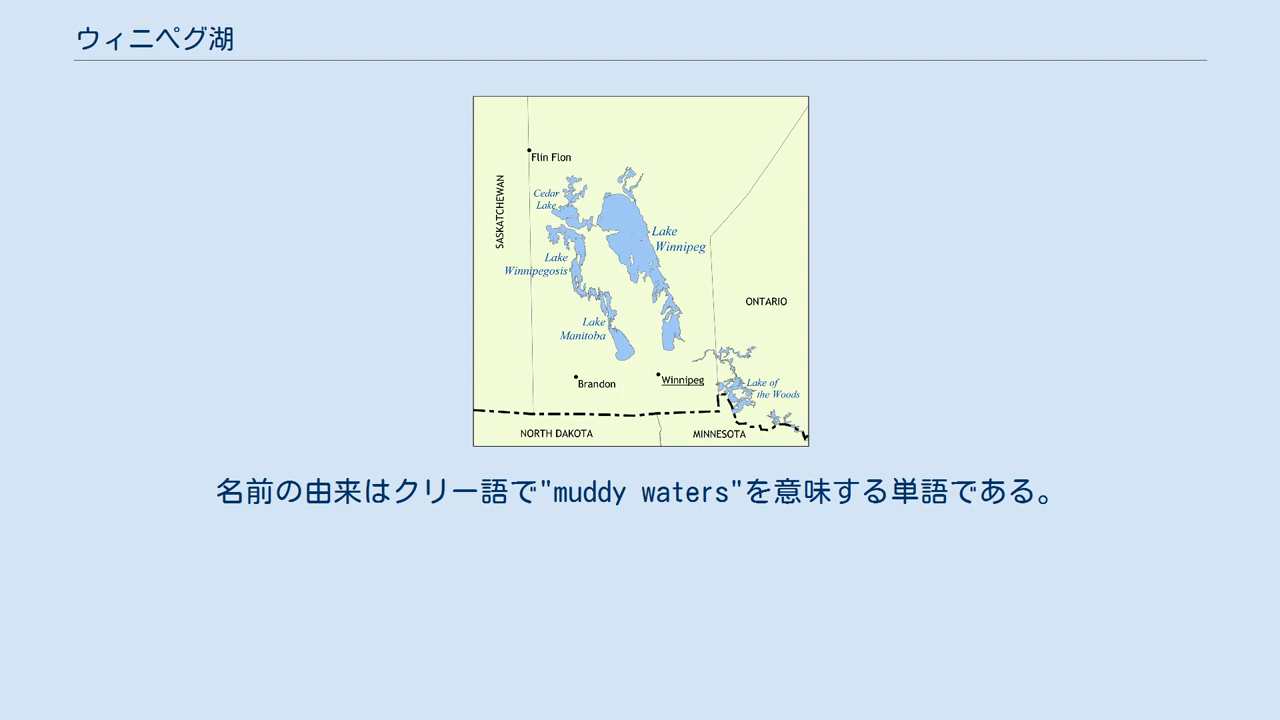 ウィニペグ湖
Flin Flon
SASKATCHEWAN
Cedar
Lake
Lake
Winnipeg
Lake
Winnipegosis
ONTARIO
Lake
Manitoba
Brandon
Winnipeg
Lake of
the Woods
NORTH DAKOTA
MINNESOTA
名前の由来はクリー語で"muddy waters"を意味する単語である。